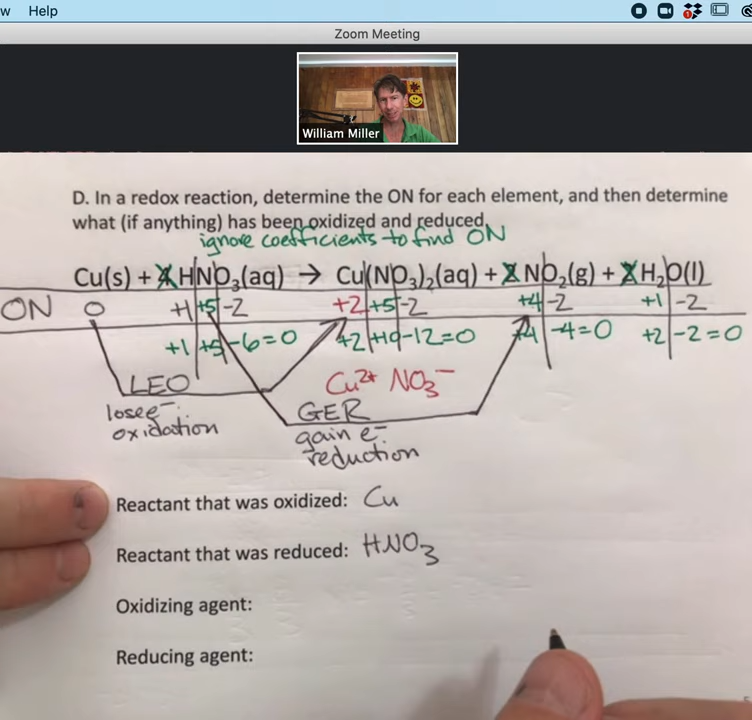 w Help
Zoom Meeting
William Miller
D. In a redox reaction, determine the ON for each element, and then determine
what (if anything) has been oxidized and reduced.
ignore coefficients to find ON
Cu(s) + 4 HNO₃(aq) → Cu(NO₃)₂(aq) + 2 NO₂(g) + 2 H₂O(l)
ON 0 +1 +5 -2 +2 +5 -2 +4 -2 +1 -2
+1 +5 -6=0 +2 +10 -12=0 +4 -4=0 +2 -2=0
LEO Cu²⁺ NO₃⁻
lose e⁻ GER
oxidation gain e⁻
reduction
Reactant that was oxidized: Cu
Reactant that was reduced: HNO₃
Oxidizing agent:
Reducing agent: